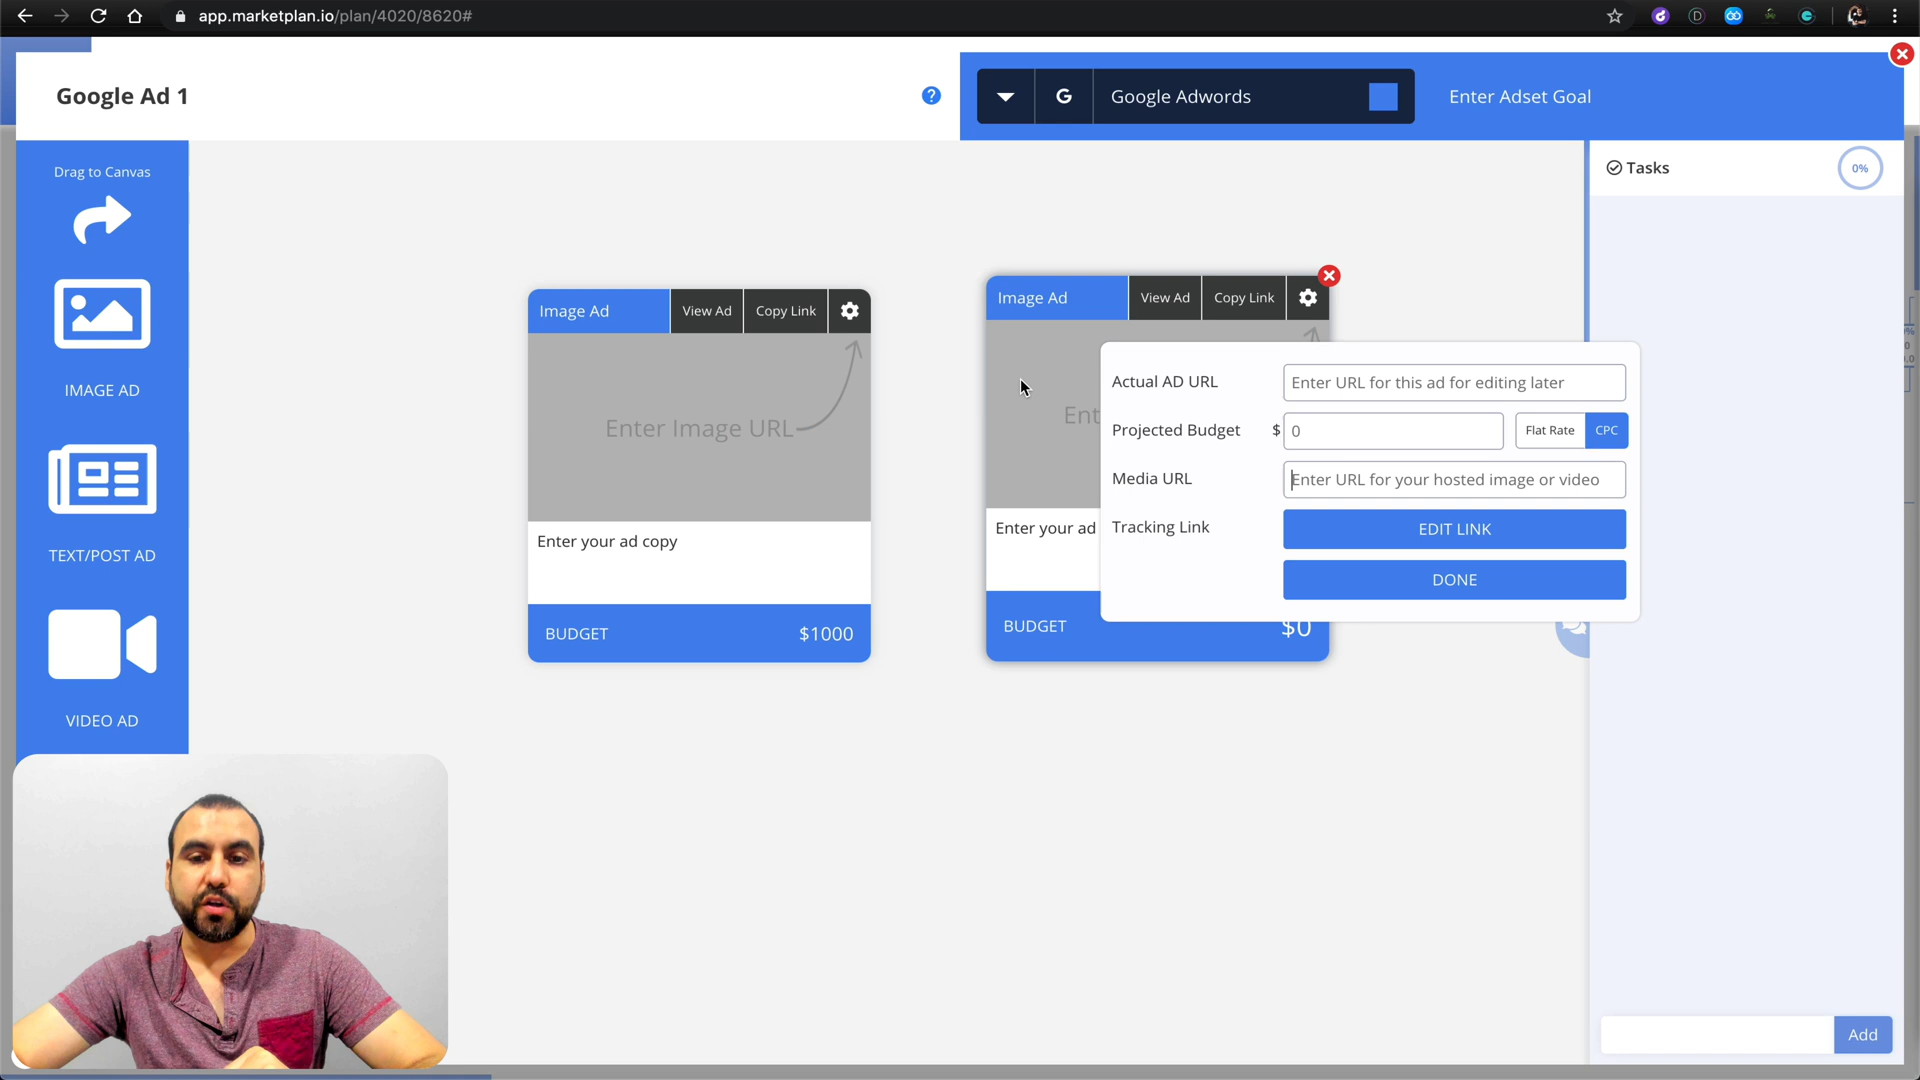 app.marketplan.io/plan/4020/8620#
Google Ad 1
?
G
Google Adwords
Enter Adset Goal
Drag to Canvas
IMAGE AD
TEXT/POST AD
VIDEO AD
Image Ad
View Ad
Copy Link
Enter Image URL
Enter your ad copy
BUDGET
$1000
Image Ad
View Ad
Copy Link
Ent
Enter your ad
BUDGET
$0
Actual AD URL
Enter URL for this ad for editing later
Projected Budget
$
0
Flat Rate
CPC
Media URL
Enter URL for your hosted image or video
Tracking Link
EDIT LINK
DONE
Tasks
0%
Add